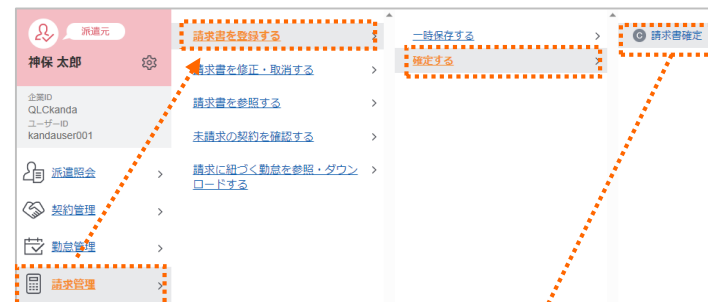 派遣元
神保 太郎
企業ID
QLCkanda
ユーザーID
kandauser001
派遣照会
契約管理
勤怠管理
請求管理
請求書を登録する
請求書を修正・取消する
請求書を参照する
未請求の契約を確認する
請求に紐づく勤怠を参照・ダウン
ロードする
一時保存する
確定する
C 請求書確定